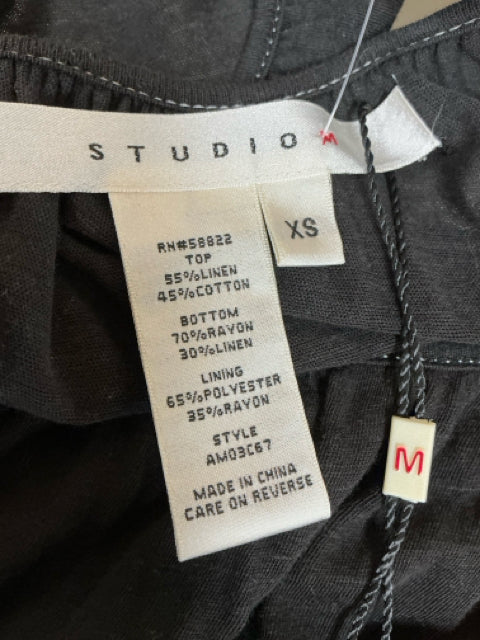 STUDIO M
XS
RN#58822
TOP
55%LINEN
45%COTTON
BOTTOM
70%RAYON
30%LINEN
LINING
65%POLYESTER
35%RAYON
STYLE
AM03C67
MADE IN CHINA
CARE ON REVERSE
M